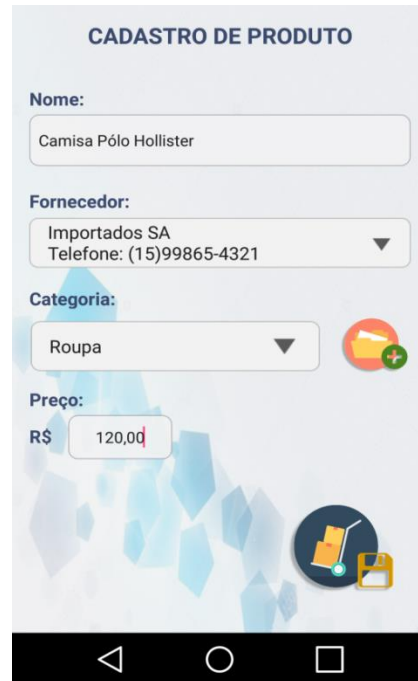 CADASTRO DE PRODUTO
Nome:
Camisa Pólo Hollister
Fornecedor:
Importados SA
Telefone: (15)99865-4321
Categoria:
Roupa
Preço:
R$ 120,00